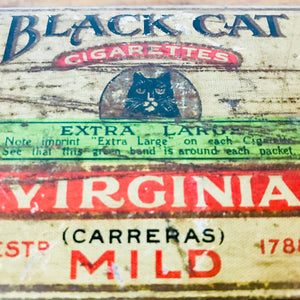 BLACK CAT
CIGARETTES
EXTRA LARGE
Note imprint "Extra Large" on each Cigarette
See that this green band is around each packet
VIRGINIA
(CARRERAS)
ESTD MILD 178